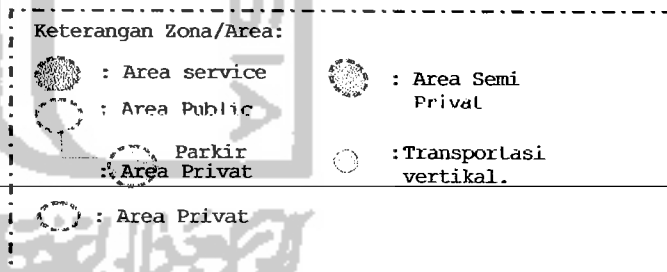 Keterangan Zona/Area:
: Area service
: Area Public
Parkir
: Area Privat
: Area Privat
: Area Semi
Privat
:Transportasi
vertikal.